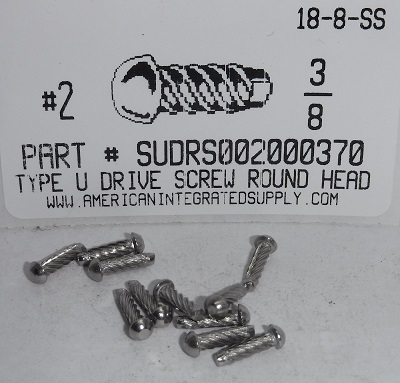 18-8-SS
#2
3/8
PART # SUDRS002000370
TYPE U DRIVE SCREW ROUND HEAD
WWW.AMERICANINTEGRATEDSUPPLY.COM